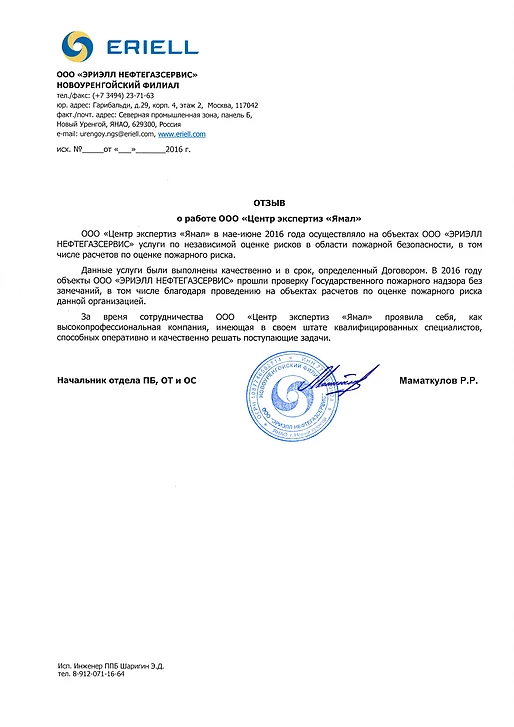 ERIELL
ООО «ЭРИЭЛЛ НЕФТЕГАЗСЕРВИС»
НОВОУРЕНГОЙСКИЙ ФИЛИАЛ
тел./факс: (+7 3494) 23-71-63
юр. адрес: Гарибальди, д.29, корп. 4, этаж 2, Москва, 117042
факт./почт. адрес: Северная промышленная зона, панель Б,
Новый Уренгой, ЯНАО, 629300, Россия
e-mail: urengoy.ngs@eriell.com, www.eriell.com
исх. №_____от «___»_______2016 г.
ОТЗЫВ
о работе ООО «Центр экспертиз «Ямал»
ООО «Центр экспертиз «Ямал» в мае-июне 2016 года осуществляло на объектах ООО «ЭРИЭЛЛ
НЕФТЕГАЗСЕРВИС» услуги по независимой оценке рисков в области пожарной безопасности, в том
числе расчетов по оценке пожарного риска.
Данные услуги были выполнены качественно и в срок, определенный Договором. В 2016 году
объекты ООО «ЭРИЭЛЛ НЕФТЕГАЗСЕРВИС» прошли проверку Государственного пожарного надзора без
замечаний, в том числе благодаря проведению на объектах расчетов по оценке пожарного риска
данной организацией.
За время сотрудничества ООО «Центр экспертиз «Ямал» проявила себя, как
высокопрофессиональная компания, имеющая в своем штате квалифицированных специалистов,
способных оперативно и качественно решать поступающие задачи.
Начальник отдела ПБ, ОТ и ОС
НОВОУРЕНГОЙСКИЙ ФИЛИАЛ
ООО "ЭРИЭЛЛ НЕФТЕГАЗСЕРВИС"
Маматкулов Р.Р.
Исп. Инженер ППБ Шаригин Э.Д.
тел. 8-912-071-16-64